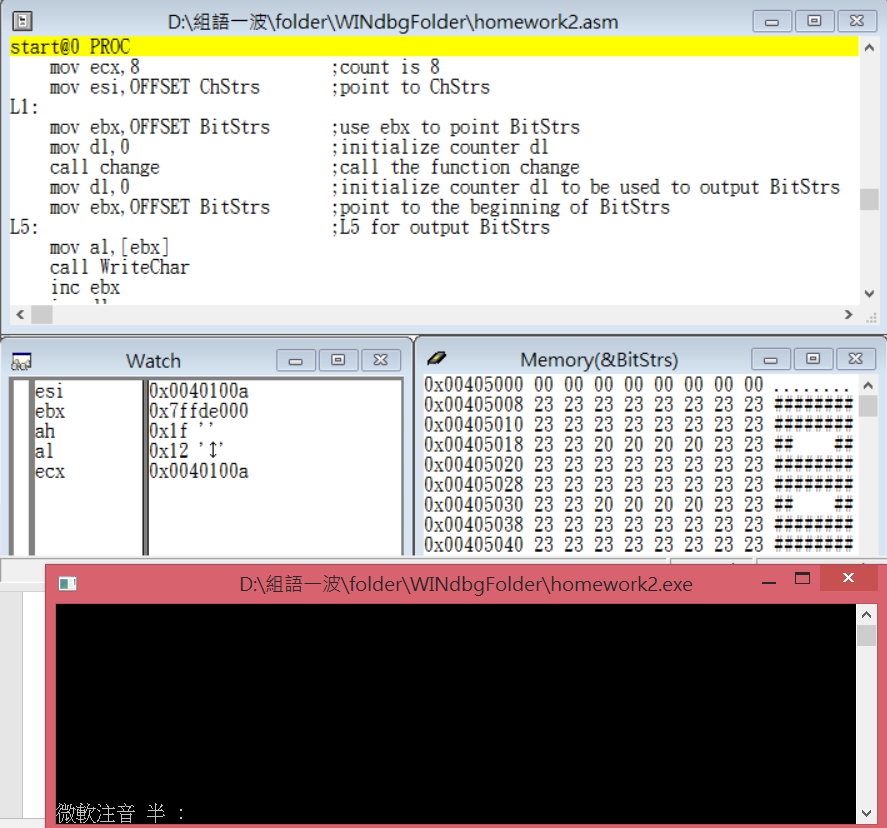 D:\組語一波\folder\WINdbgFolder\homework2.asm
start@0 PROC
    mov ecx,8                   ;count is 8
    mov esi,OFFSET ChStrs       ;point to ChStrs
L1:
    mov ebx,OFFSET BitStrs      ;use ebx to point BitStrs
    mov dl,0                    ;initialize counter dl
    call change                 ;call the function change
    mov dl,0                    ;initialize counter dl to be used to output BitStrs
    mov ebx,OFFSET BitStrs      ;point to the beginning of BitStrs
L5:                             ;L5 for output BitStrs
    mov al,[ebx]
    call WriteChar
    inc ebx
Watch
esi 0x0040100a
ebx 0x7ffde000
ah 0x1f ''
al 0x12 '↕'
ecx 0x0040100a
Memory(&BitStrs)
0x00405000 00 00 00 00 00 00 00 00 ........
0x00405008 23 23 23 23 23 23 23 23 ########
0x00405010 23 23 23 23 23 23 23 23 ########
0x00405018 23 23 20 20 20 20 23 23 ##    ##
0x00405020 23 23 23 23 23 23 23 23 ########
0x00405028 23 23 23 23 23 23 23 23 ########
0x00405030 23 23 20 20 20 20 23 23 ##    ##
0x00405038 23 23 23 23 23 23 23 23 ########
0x00405040 23 23 23 23 23 23 23 23 ########
D:\組語一波\folder\WINdbgFolder\homework2.exe
微軟注音 半 :